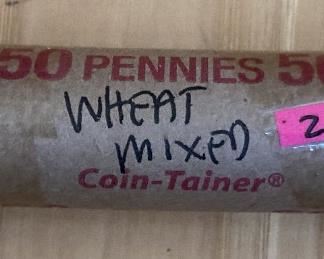 50 PENNIES 50
WHEAT
MIXED
2
Coin-Tainer®